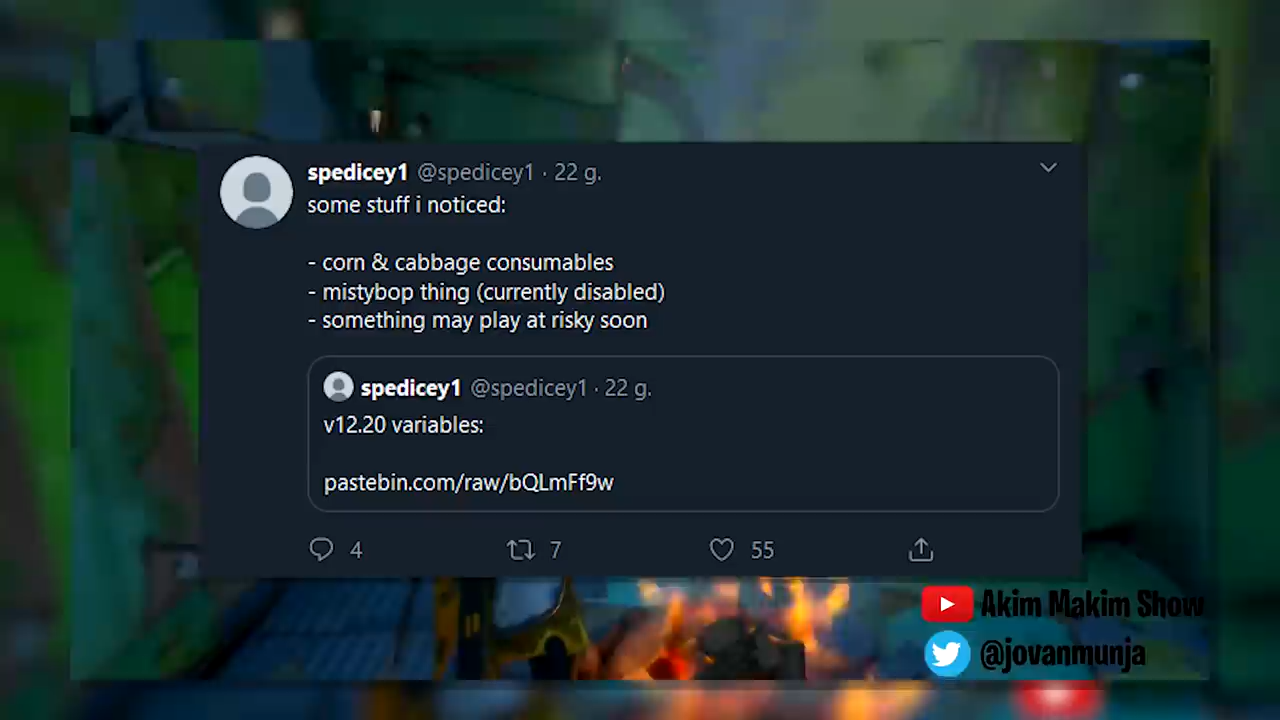 spedicey1 @spedicey1 · 22 g.
some stuff i noticed:
- corn & cabbage consumables
- mistybop thing (currently disabled)
- something may play at risky soon
spedicey1 @spedicey1 · 22 g.
v12.20 variables:
pastebin.com/raw/bQLmFf9w
4 7 55
Akim Makim Show
@jovanmunja